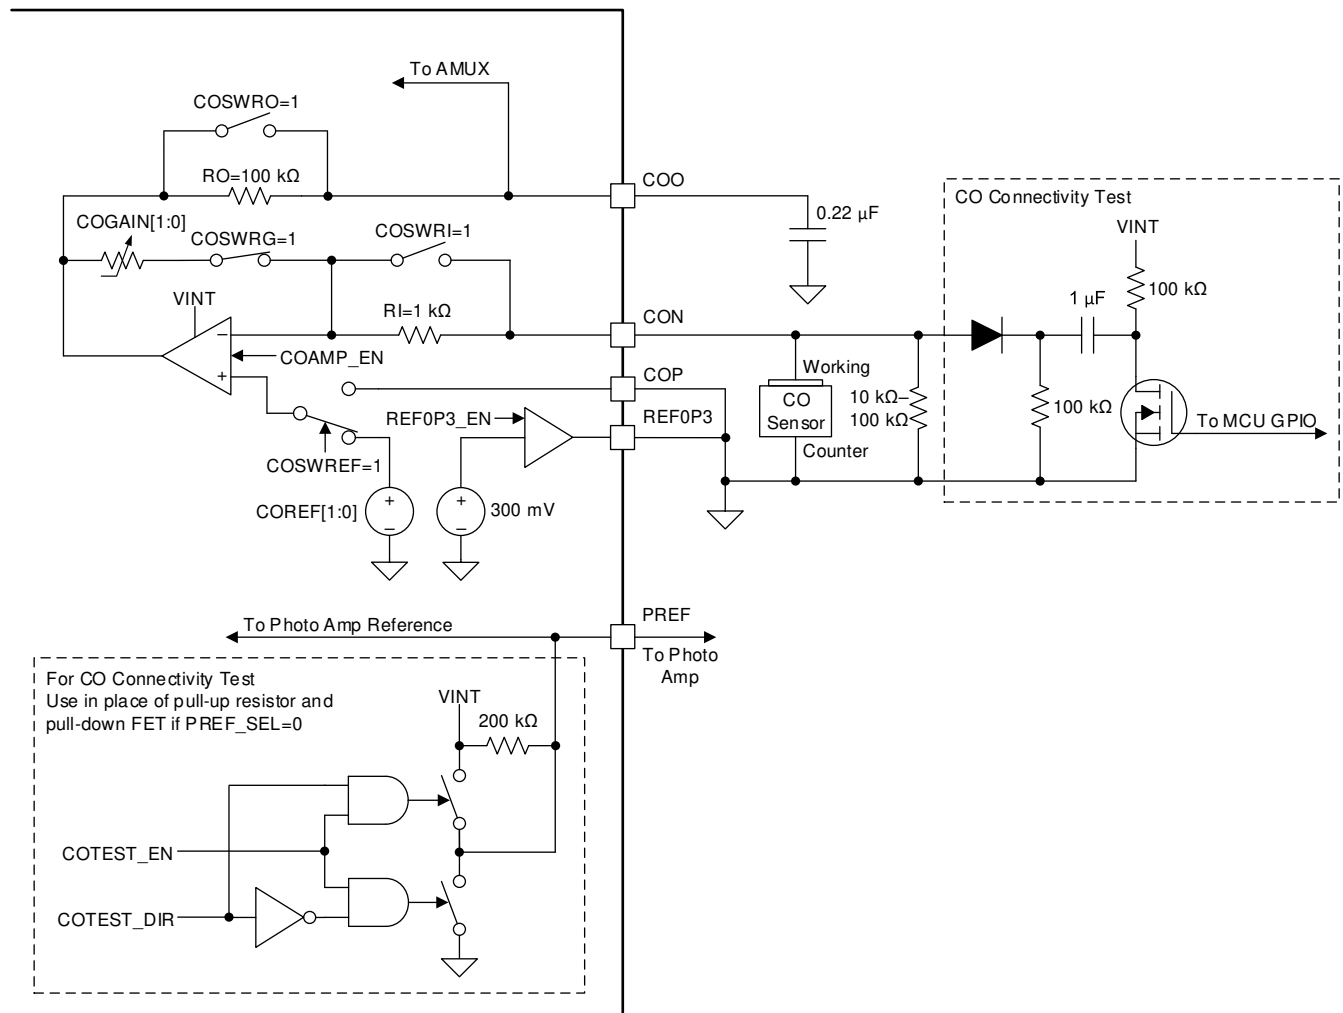 To AMUX
COSWRO=1
RO=100 kΩ
COO
COGAIN[1:0]
COSWRG=1
COSWRI=1
0.22 µF
CO Connectivity Test
VINT
100 kΩ
1 µF
VINT
RI=1 kΩ
CON
COAMP_EN
COP
REF0P3_EN
REF0P3
COSWREF=1
COREF[1:0]
300 mV
Working
CO
Sensor
Counter
10 kΩ–
100 kΩ
100 kΩ
To MCU GPIO
PREF
To Photo Amp Reference
To Photo
Amp
For CO Connectivity Test
Use in place of pull-up resistor and
pull-down FET if PREF_SEL=0
VINT
200 kΩ
COTEST_EN
COTEST_DIR
+
−
+
−
+
−